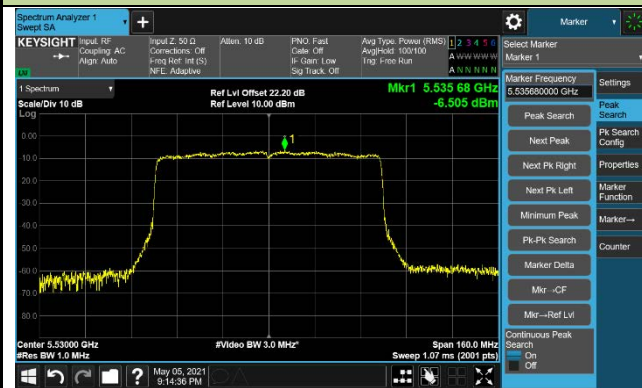 Spectrum Analyzer 1
Swept SA
Marker
KEYSIGHT
Input: RF
Coupling: AC
Align: Auto
Input Z: 50 Ω
Corrections: Off
Freq Ref: Int (S)
NFE: Adaptive
Atten: 10 dB
PNO: Fast
Gate: Off
IF Gain: Low
Sig Track: Off
Avg Type: Power (RMS)
Avg|Hold: 100/100
Trig: Free Run
1 2 3 4 5 6
A W W W W W
A N N N N N
LXI
Select Marker
Marker 1
1 Spectrum
Scale/Div 10 dB
Log
Ref Lvl Offset 22.20 dB
Ref Level 10.00 dBm
Mkr1 5.535 68 GHz
-6.505 dBm
Marker Frequency
5.535680000 GHz
Peak Search
Next Peak
Next Pk Right
Next Pk Left
Minimum Peak
Pk-Pk Search
Marker Delta
Mkr→CF
Mkr→Ref Lvl
Continuous Peak
Search
On
Off
Settings
Peak
Search
Pk Search
Config
Properties
Marker
Function
Marker→
Counter
1
0.00
-10.0
-20.0
-30.0
-40.0
-50.0
-60.0
-70.0
-80.0
Center 5.53000 GHz
#Res BW 1.0 MHz
#Video BW 3.0 MHz*
Span 160.0 MHz
Sweep 1.07 ms (2001 pts)
?
May 05, 2021
9:14:36 PM